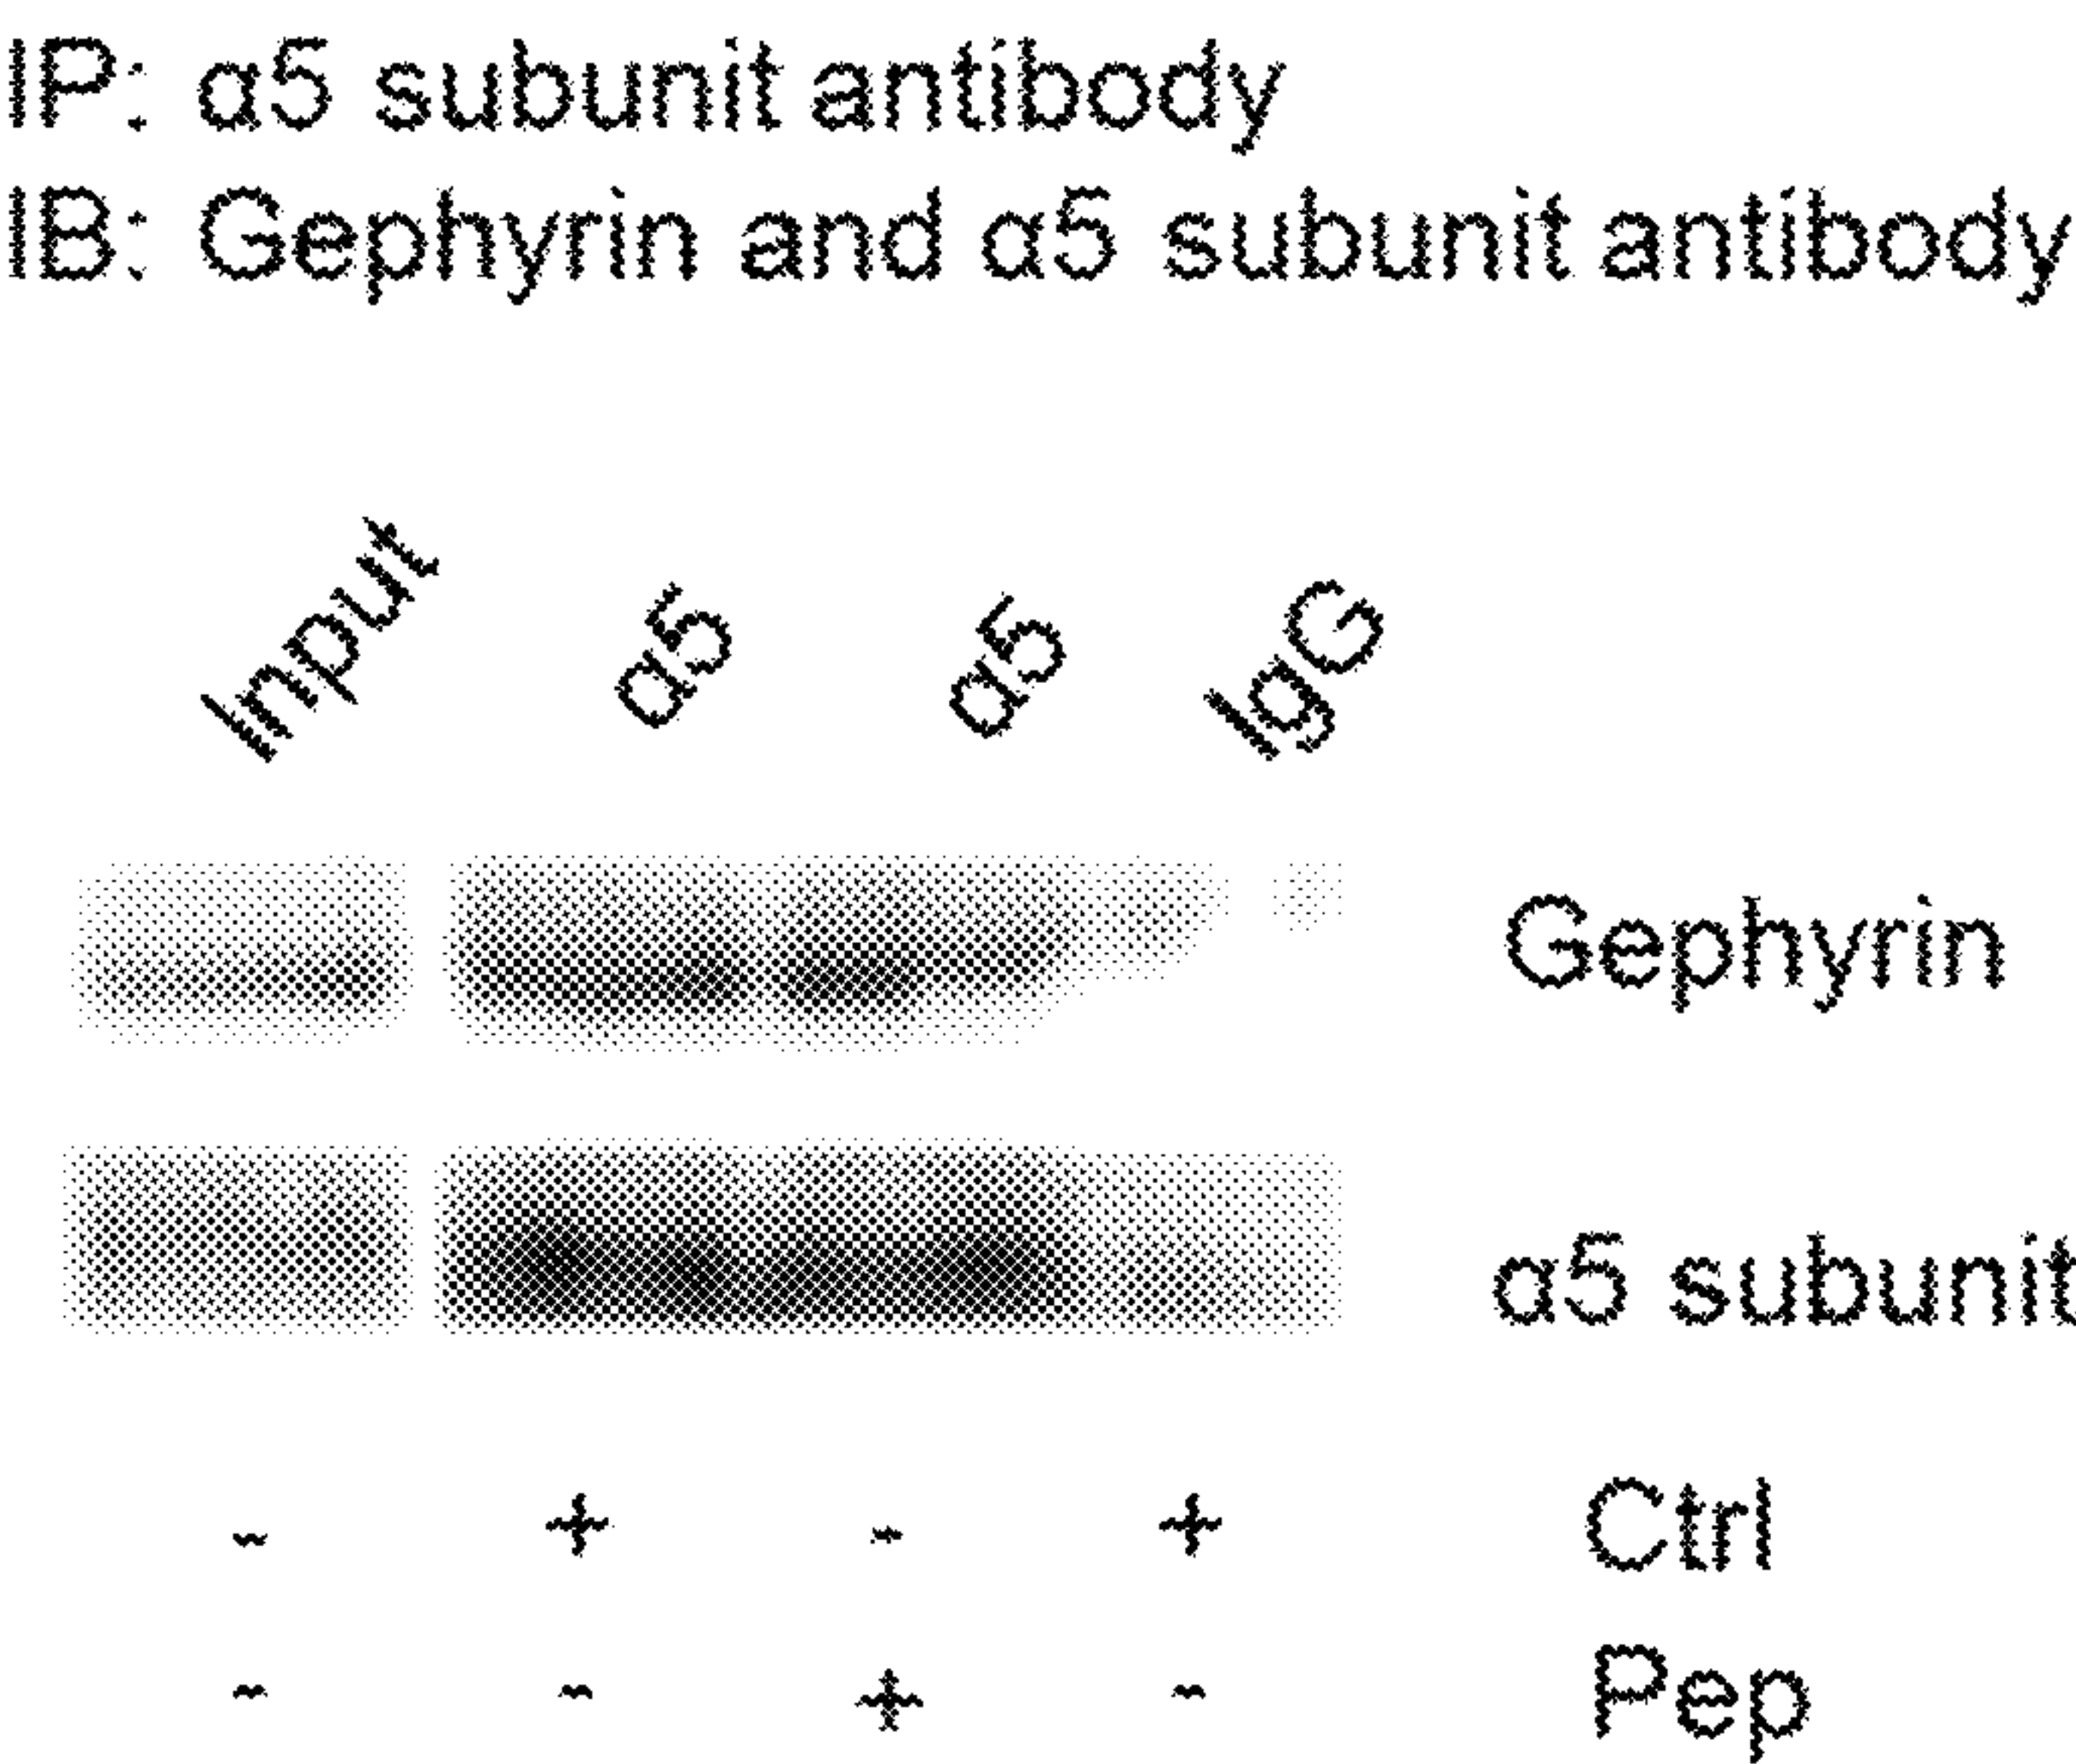 IP: α5 subunit antibody
IB: Gephyrin and α5 subunit antibody
Input α5 α5 IgG
Gephyrin
α5 subunit
- + - + Ctrl
- - + - Pep